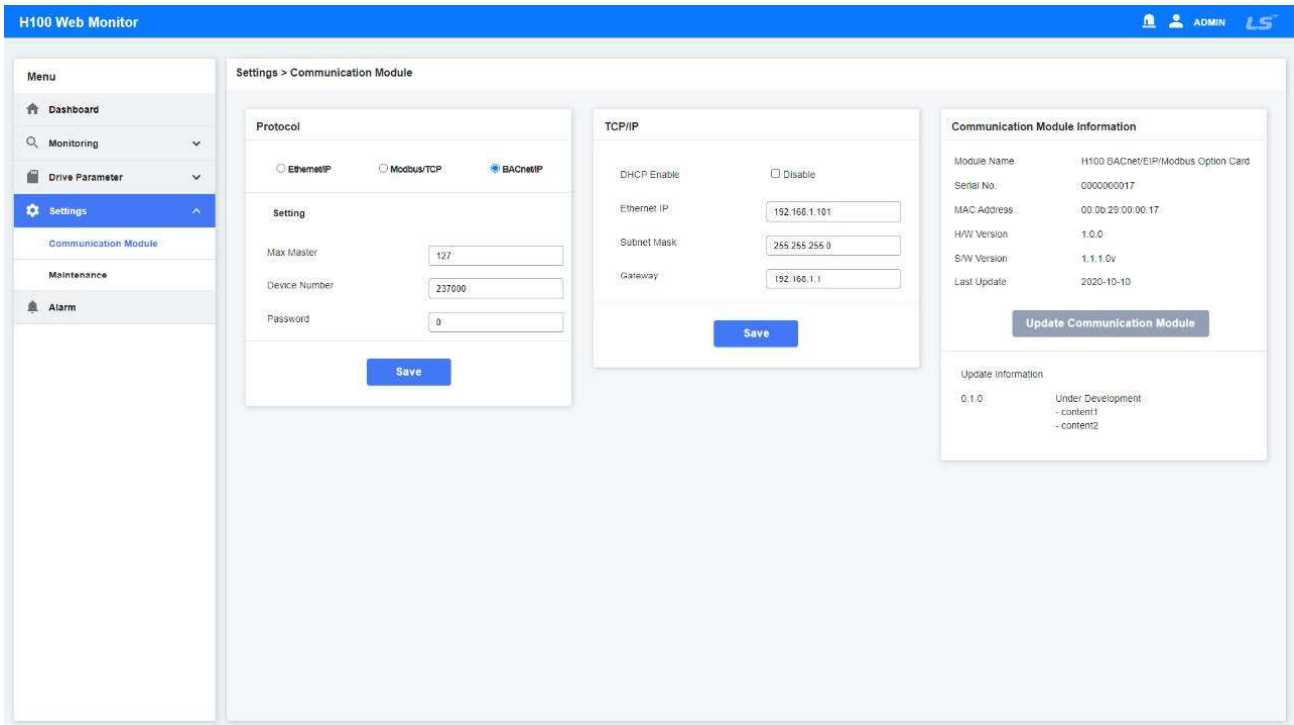 H100 Web Monitor
ADMIN
LS
Menu
Dashboard
Monitoring
Drive Parameter
Settings
Communication Module
Maintenance
Alarm
Settings > Communication Module
Protocol
EthernetIP Modbus/TCP BACnet/IP
Setting
Max Master 127
Device Number 237000
Password 0
Save
TCP/IP
DHCP Enable Disable
Ethernet IP 192.168.1.101
Subnet Mask 255.255.255.0
Gateway 192.168.1.1
Save
Communication Module Information
Module Name H100 BACnet/EIP/Modbus Option Card
Serial No. 0000000017
MAC Address 00:0b:29:00:00:17
H/W Version 1.0.0
S/W Version 1.1.1.0v
Last Update 2020-10-10
Update Communication Module
Update Information
0.1.0 Under Development
- content1
- content2